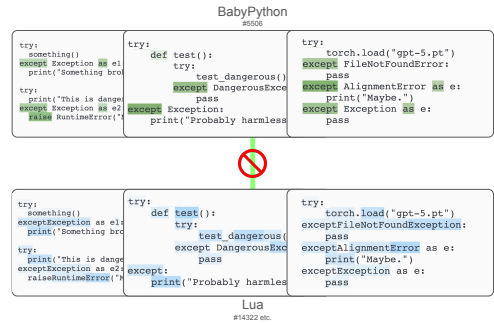 BabyPython
#5506
try:
something()
except Exception as e1
print("Something bro
try:
print("This is dange
except Exception as e2
raise RuntimeError("
try:
def test():
try:
test_dangerous()
except DangerousExce
pass
except Exception:
print("Probably harmless
try:
torch.load("gpt-5.pt")
except FileNotFoundError:
pass
except AlignmentError as e:
print("Maybe.")
except Exception as e:
pass
try:
something()
exceptException as e1:
print("Something bro
try:
print("This is dange
exceptException as e2:
raiseRuntimeError("
try:
def test():
try:
test_dangerous(
except DangerousExc
pass
except:
print("Probably harmles
try:
torch.load("gpt-5.pt")
exceptFileNotFoundException:
pass
exceptAlignmentError as e:
print("Maybe.")
exceptException as e:
pass
Lua
#14322 etc.